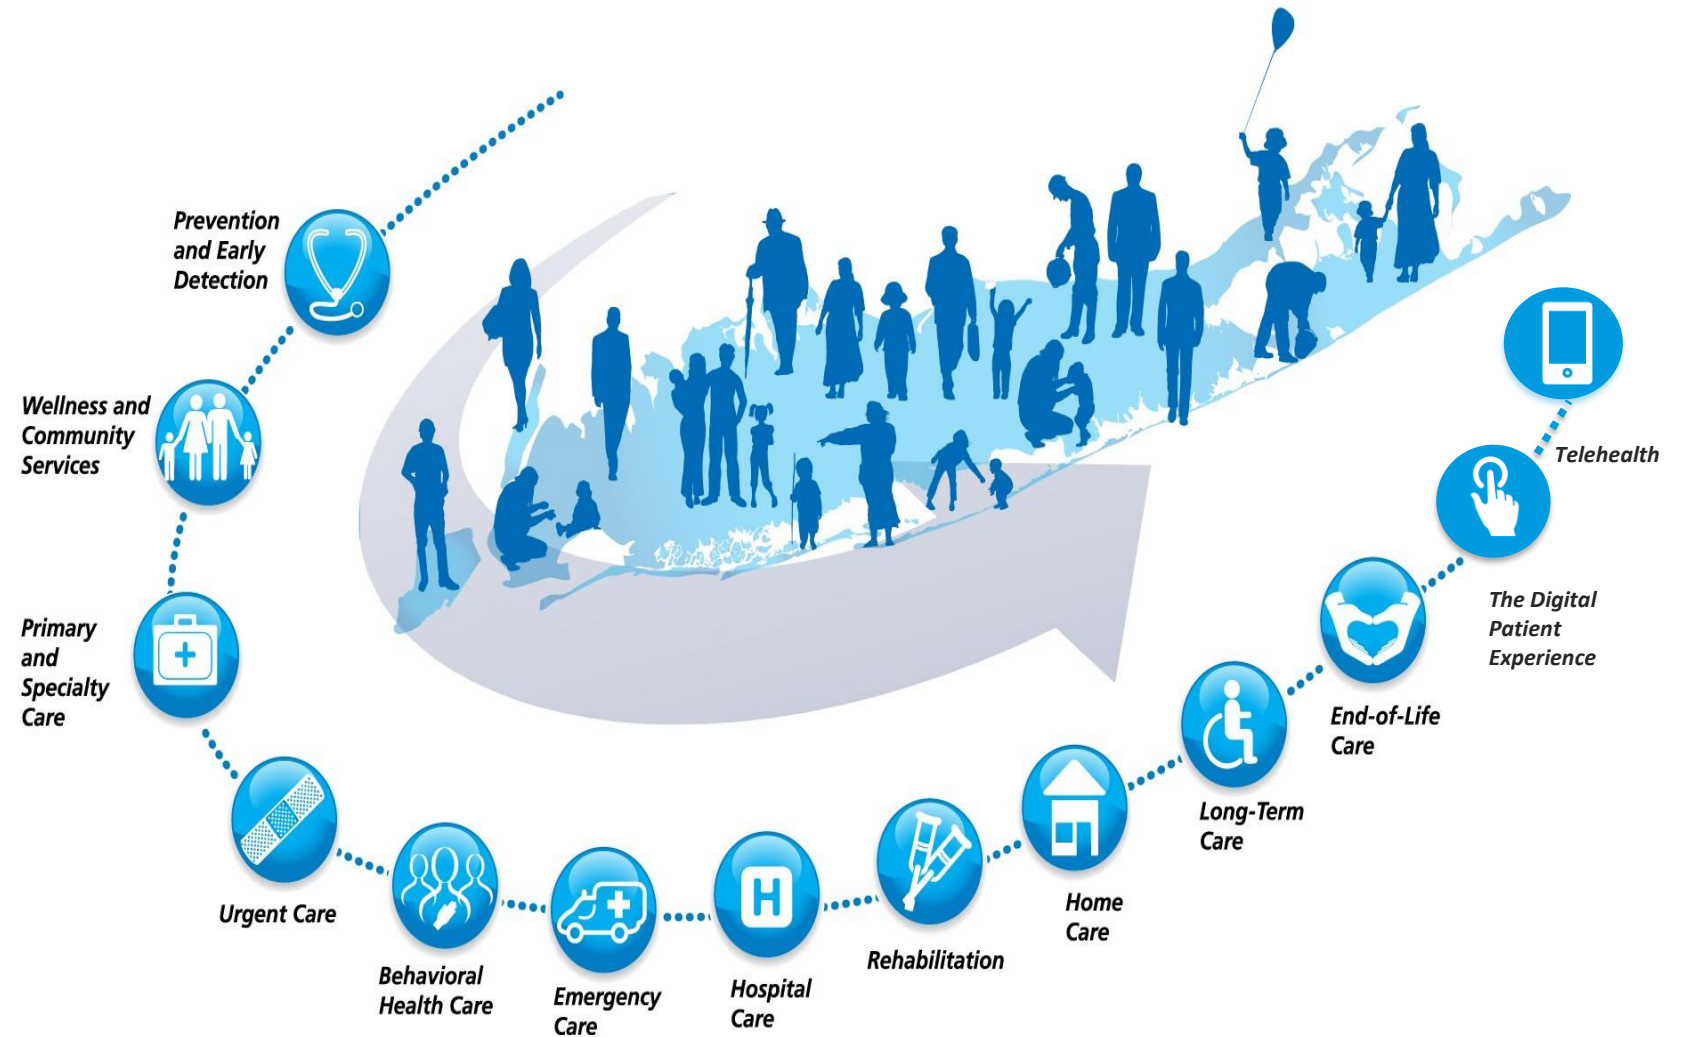 Prevention
and Early
Detection
Wellness and
Community
Services
Primary
and
Specialty
Care
Urgent Care
Behavioral
Health Care
Emergency
Care
H
Hospital
Care
Rehabilitation
Home
Care
Long-Term
Care
End-of-Life
Care
The Digital
Patient
Experience
Telehealth